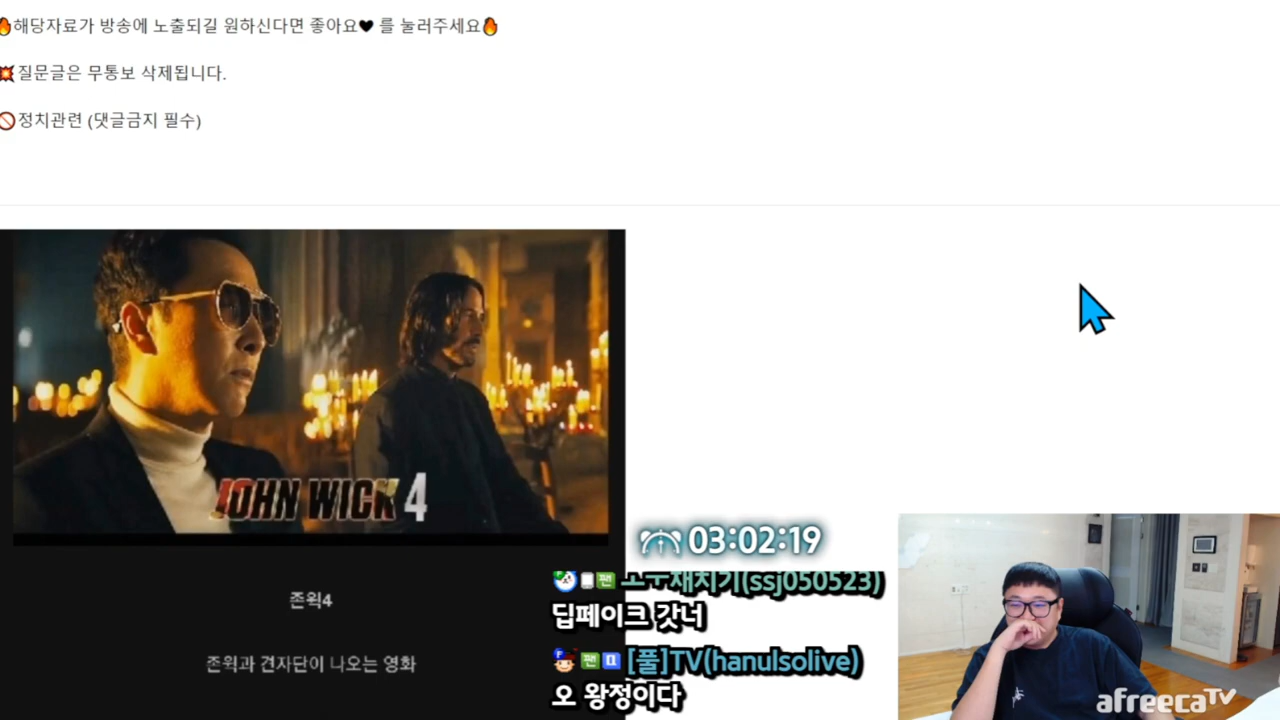 🔥해당자료가 방송에 노출되길 원하신다면 좋아요🖤 를 눌러주세요🔥
💥질문글은 무통보 삭제됩니다.
🚫정치관련 (댓글금지 필수)
JOHN WICK 4
존윅4
존윅과 견자단이 나오는 영화
03:02:19
팬 (ssj050523)
딥페이크 갓너
팬 [풀]TV(hanulsolive)
오 왕정이다
afreecaTV